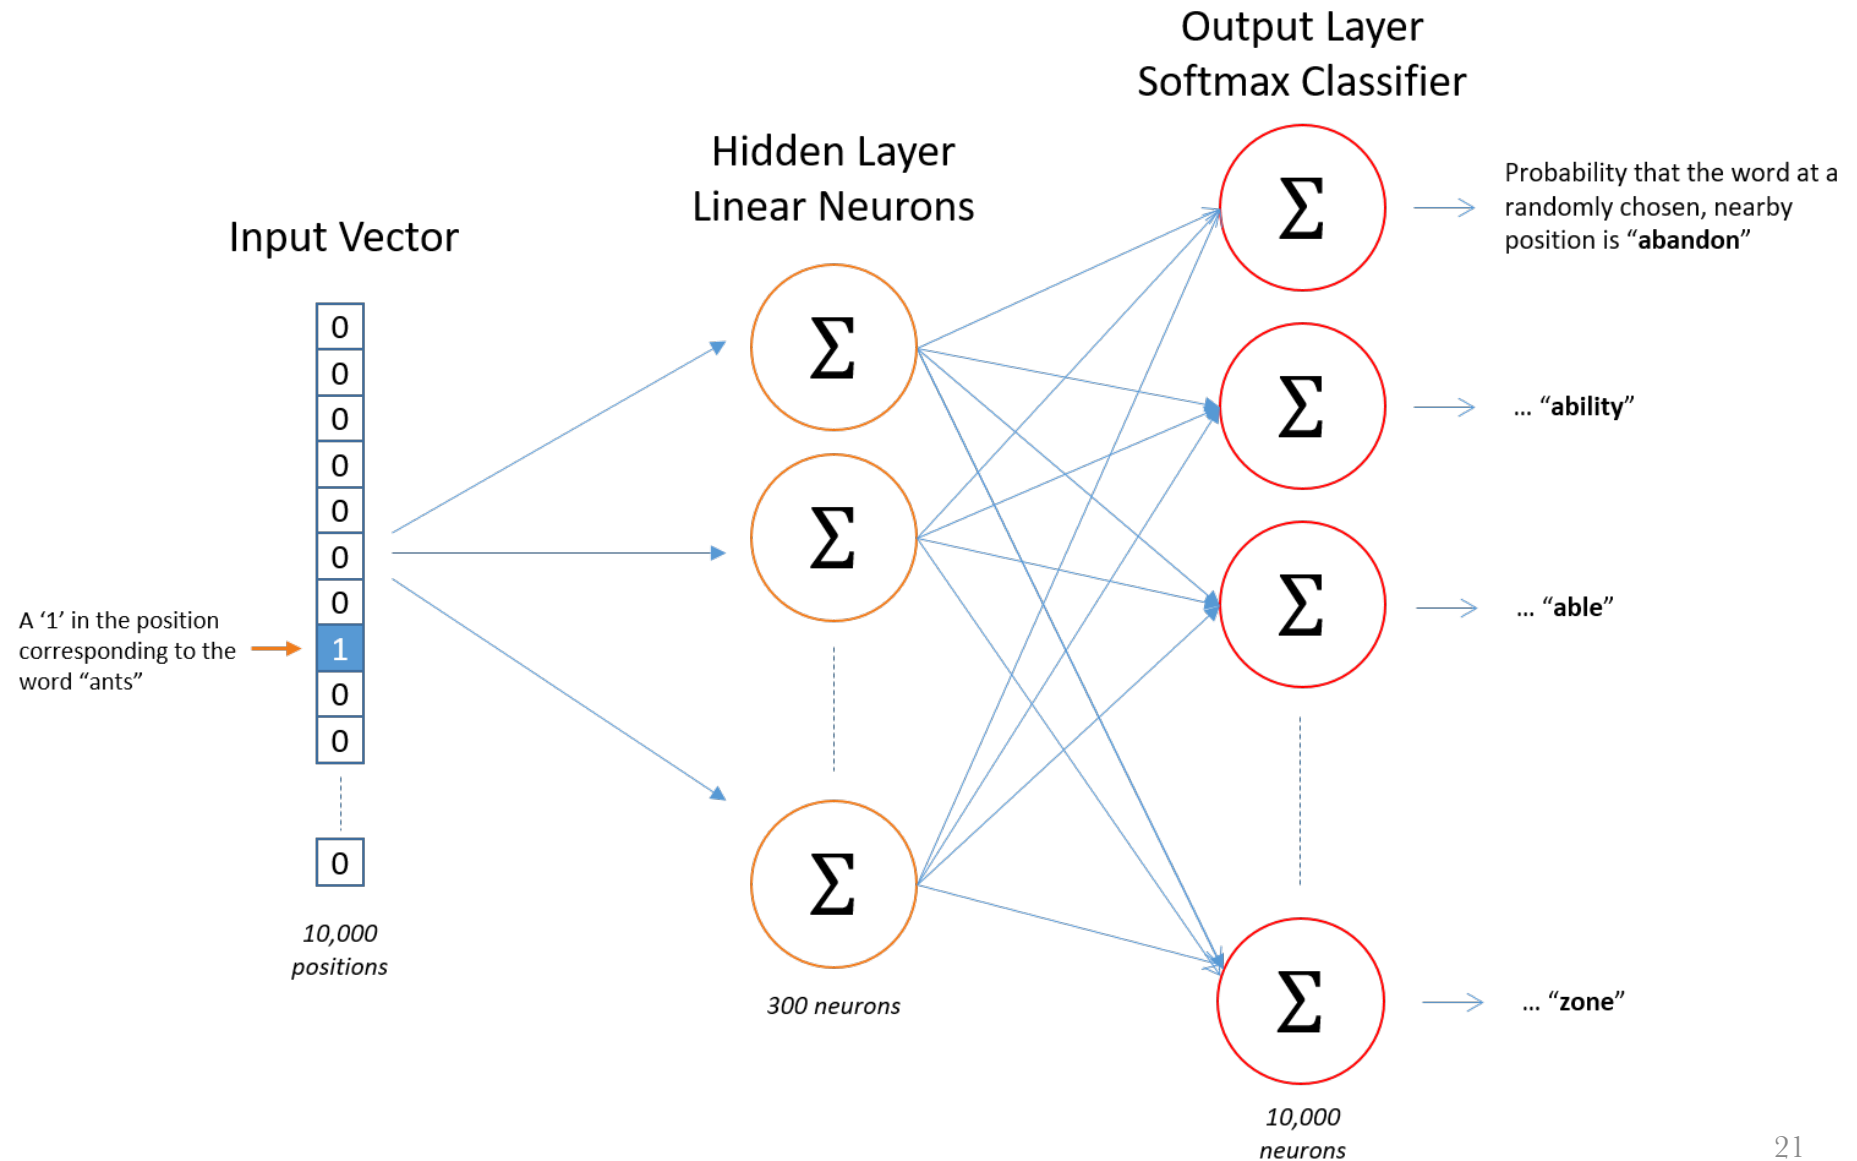 Output Layer
Softmax Classifier
Hidden Layer
Linear Neurons
Input Vector
Σ
Σ
Σ
Σ
Σ
Σ
Σ
Probability that the word at a
randomly chosen, nearby
position is “abandon”
... “ability”
... “able”
... “zone”
0
0
0
0
0
0
0
1
0
0
0
A ‘1’ in the position
corresponding to the
word “ants”
10,000
positions
300 neurons
10,000
neurons
21